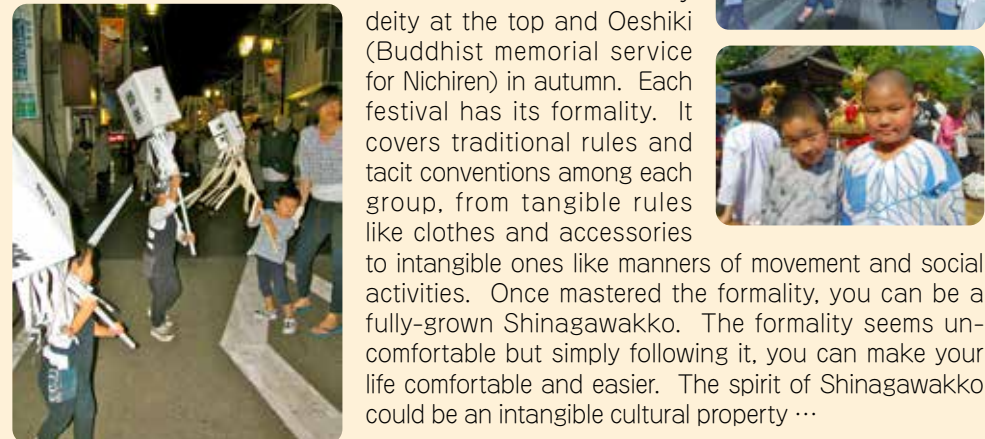 deity at the top and Oeshiki
(Buddhist memorial service
for Nichiren) in autumn. Each
festival has its formality. It
covers traditional rules and
tacit conventions among each
group, from tangible rules
like clothes and accessories
to intangible ones like manners of movement and social
activities. Once mastered the formality, you can be a
fully-grown Shinagawakko. The formality seems un-
comfortable but simply following it, you can make your
life comfortable and easier. The spirit of Shinagawakko
could be an intangible cultural property …